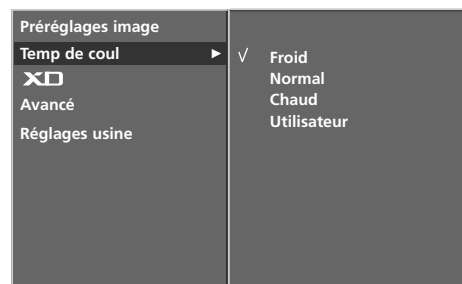 Préréglages image
Temp de coul ►
XD
Avancé
Réglages usine
√ Froid
Normal
Chaud
Utilisateur